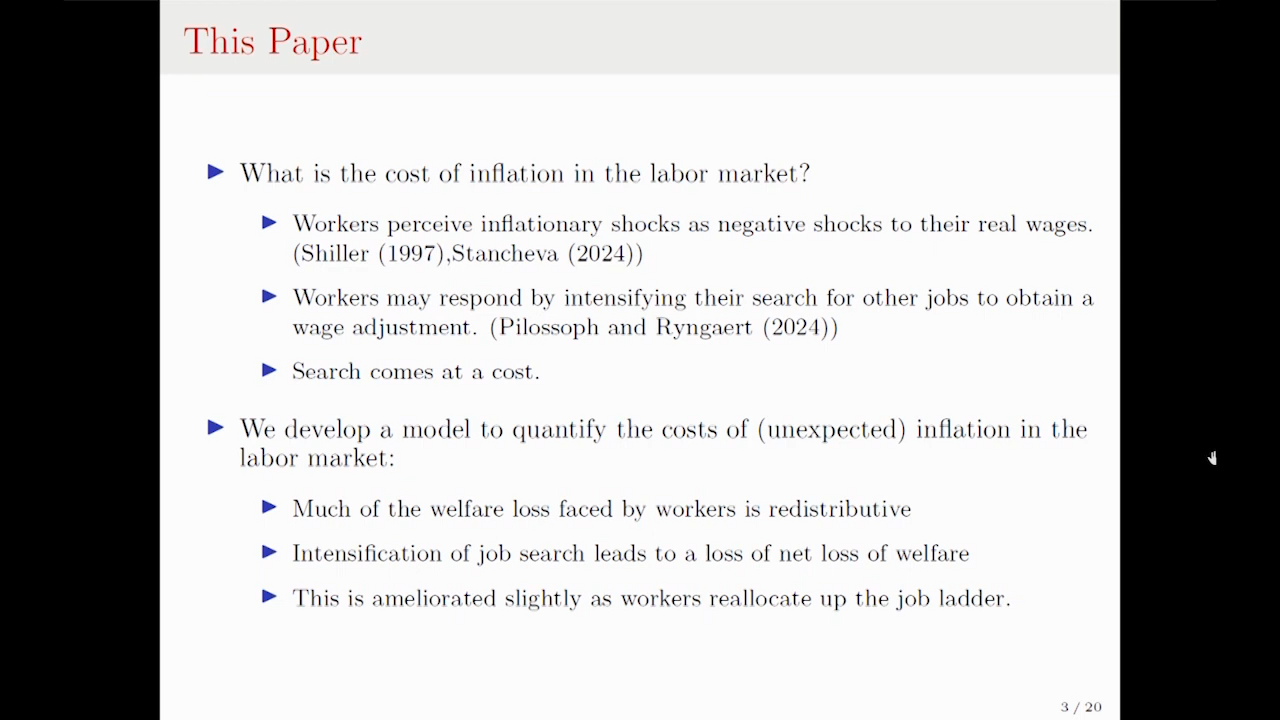 This Paper
What is the cost of inflation in the labor market?
Workers perceive inflationary shocks as negative shocks to their real wages.
(Shiller (1997),Stancheva (2024))
Workers may respond by intensifying their search for other jobs to obtain a
wage adjustment. (Pilossoph and Ryngaert (2024))
Search comes at a cost.
We develop a model to quantify the costs of (unexpected) inflation in the
labor market:
Much of the welfare loss faced by workers is redistributive
Intensification of job search leads to a loss of net loss of welfare
This is ameliorated slightly as workers reallocate up the job ladder.
3 / 20